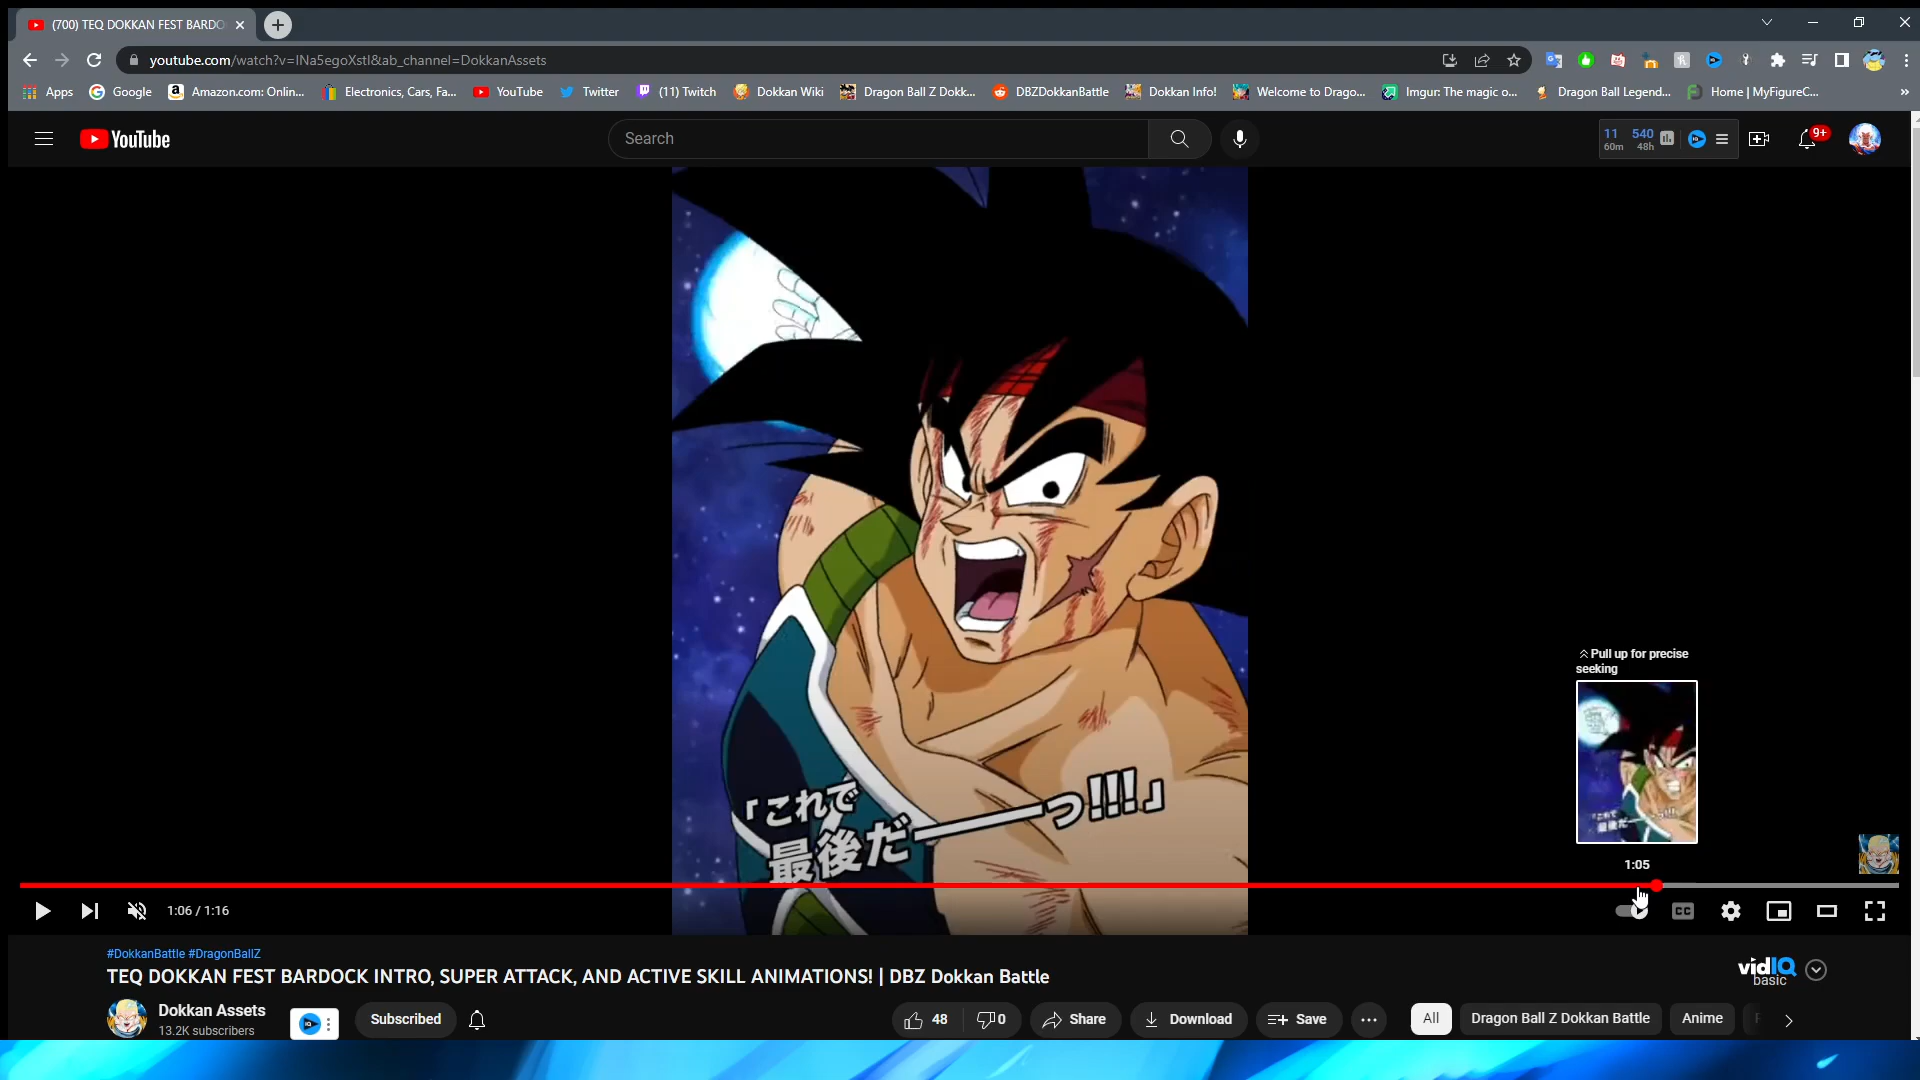 (700) TEQ DOKKAN FEST BARDO
youtube.com/watch?v=INa5egoXstI&ab_channel=DokkanAssets
Apps Google Amazon.com: Onlin... Electronics, Cars, Fa... YouTube Twitter (11) Twitch Dokkan Wiki Dragon Ball Z Dokk... DBZDokkanBattle Dokkan Info! Welcome to Drago... Imgur: The magic o... Dragon Ball Legend... Home | MyFigureC...
YouTube
Search
11 540
60m 48h
9+
Pull up for precise
seeking
「これで
最後だーーーっ!!!」
1:05
1:06 / 1:16
CC
#DokkanBattle #DragonBallZ
TEQ DOKKAN FEST BARDOCK INTRO, SUPER ATTACK, AND ACTIVE SKILL ANIMATIONS! | DBZ Dokkan Battle
vidIQ
basic
Dokkan Assets
13.2K subscribers
Subscribed
48 0 Share Download Save
All Dragon Ball Z Dokkan Battle Anime